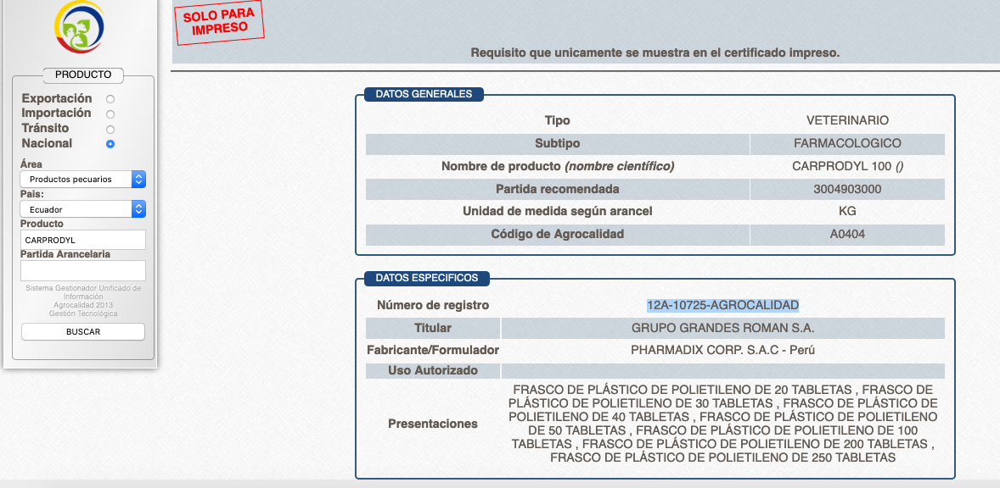 SOLO PARA
IMPRESO
Requisito que unicamente se muestra en el certificado impreso.
PRODUCTO
Exportación
Importación
Tránsito
Nacional
Área
Productos pecuarios
Pais:
Ecuador
Producto
CARPRODYL
Partida Arancelaria
Sistema Gestionador Unificado de
Información
Agrocalidad 2013
Gestión Tecnológica
BUSCAR
DATOS GENERALES
Tipo VETERINARIO
Subtipo FARMACOLOGICO
Nombre de producto (nombre científico) CARPRODYL 100 ()
Partida recomendada 3004903000
Unidad de medida según arancel KG
Código de Agrocalidad A0404
DATOS ESPECIFICOS
Número de registro 12A-10725-AGROCALIDAD
Titular GRUPO GRANDES ROMAN S.A.
Fabricante/Formulador PHARMADIX CORP. S.A.C - Perú
Uso Autorizado
Presentaciones
FRASCO DE PLÁSTICO DE POLIETILENO DE 20 TABLETAS , FRASCO DE
PLÁSTICO DE POLIETILENO DE 30 TABLETAS , FRASCO DE PLÁSTICO DE
POLIETILENO DE 40 TABLETAS , FRASCO DE PLÁSTICO DE POLIETILENO
DE 50 TABLETAS , FRASCO DE PLÁSTICO DE POLIETILENO DE 100
TABLETAS , FRASCO DE PLÁSTICO DE POLIETILENO DE 200 TABLETAS ,
FRASCO DE PLÁSTICO DE POLIETILENO DE 250 TABLETAS